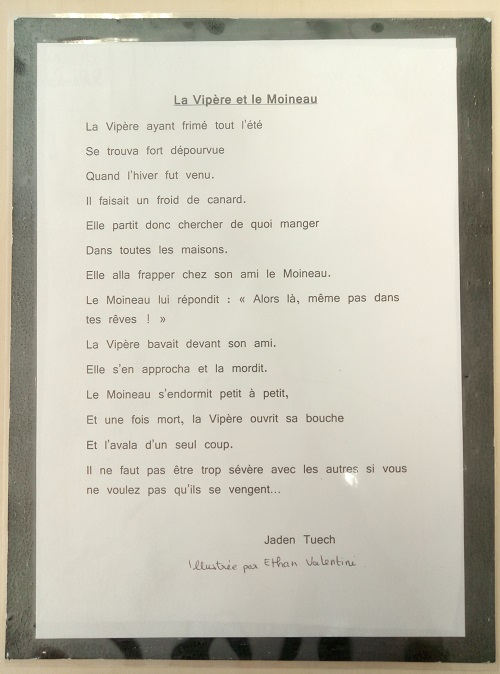 La Vipère et le Moineau
La Vipère ayant frimé tout l'été
Se trouva fort dépourvue
Quand l'hiver fut venu.
Il faisait un froid de canard.
Elle partit donc chercher de quoi manger
Dans toutes les maisons.
Elle alla frapper chez son ami le Moineau.
Le Moineau lui répondit : « Alors là, même pas dans
tes rêves ! »
La Vipère bavait devant son ami.
Elle s'en approcha et la mordit.
Le Moineau s'endormit petit à petit,
Et une fois mort, la Vipère ouvrit sa bouche
Et l'avala d'un seul coup.
Il ne faut pas être trop sévère avec les autres si vous
ne voulez pas qu'ils se vengent...
Jaden Tuech
Illustrée par Ethan Valentini.